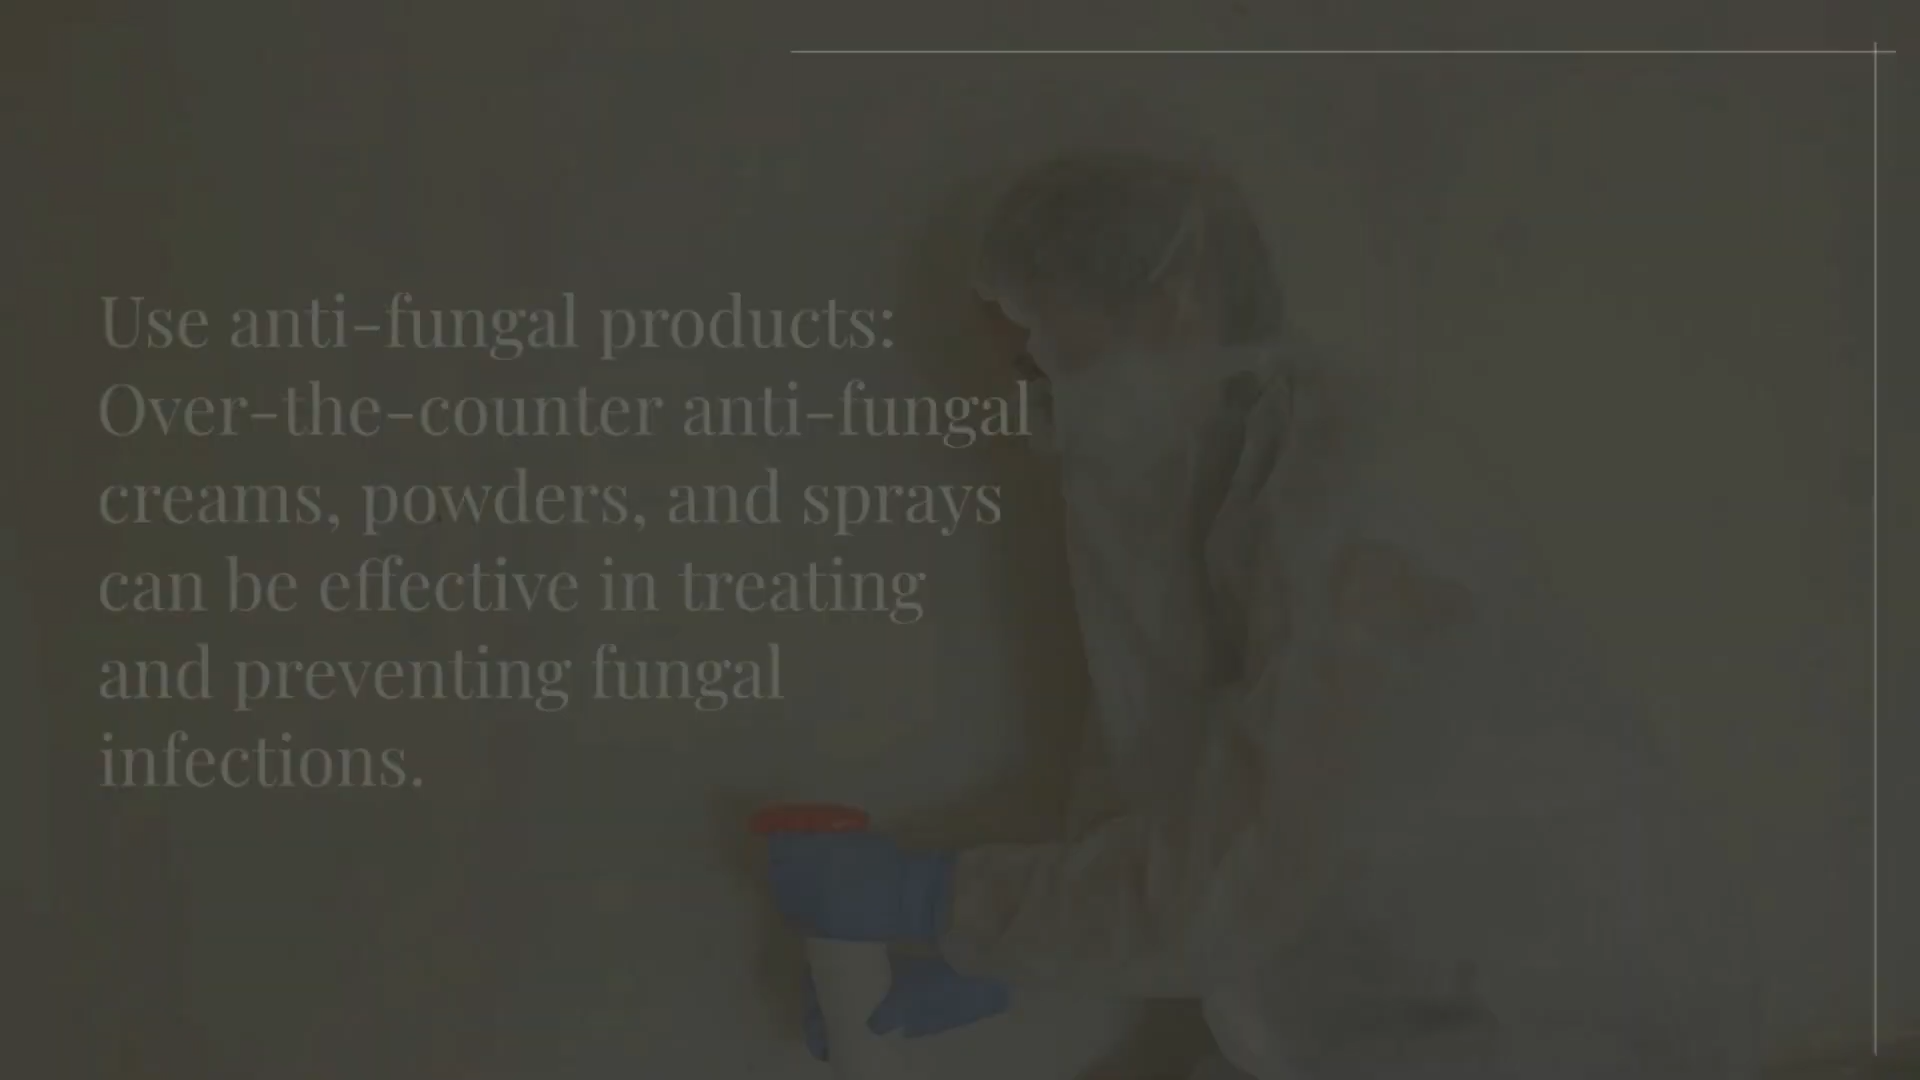 Use anti-fungal products:
Over-the-counter anti-fungal
creams, powders, and sprays
can be effective in treating
and preventing fungal
infections.